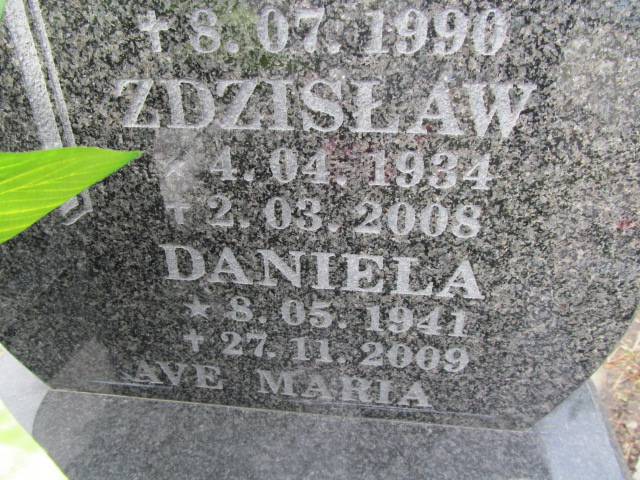 ✝ 8. 07. 1990
ZDZISŁAW
★ 4. 04. 1934
✝ 2. 03. 2008
DANIELA
★ 8. 05. 1941
✝ 27. 11. 2009
AVE MARIA